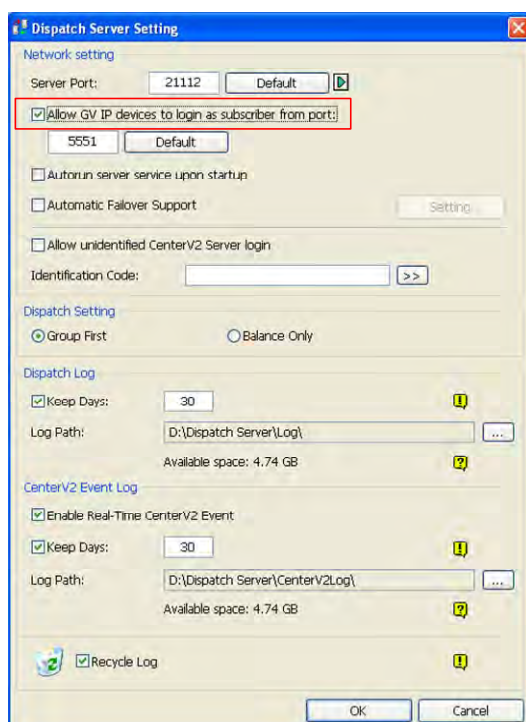 Dispatch Server Setting
Network setting
Server Port: 21112 Default
Allow GV IP devices to login as subscriber from port:
5551 Default
Autorun server service upon startup
Automatic Failover Support Setting...
Allow unidentified CenterV2 Server login
Identification Code: >>
Dispatch Setting
Group First Balance Only
Dispatch Log
Keep Days: 30
Log Path: D:\Dispatch Server\Log\ ...
Available space: 4.74 GB
CenterV2 Event Log
Enable Real-Time CenterV2 Event
Keep Days: 30
Log Path: D:\Dispatch Server\CenterV2Log\ ...
Available space: 4.74 GB
Recycle Log
OK Cancel